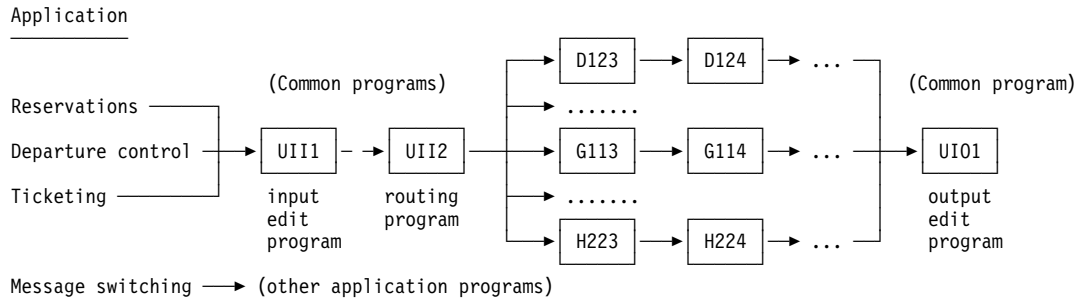 Application
(Common programs)
(Common program)
D123 D124 ...
Reservations
.......
Departure control UII1 UII2 G113 G114 ... UIO1
Ticketing
input
edit
program
routing
program
.......
output
edit
program
H223 H224 ...
Message switching (other application programs)